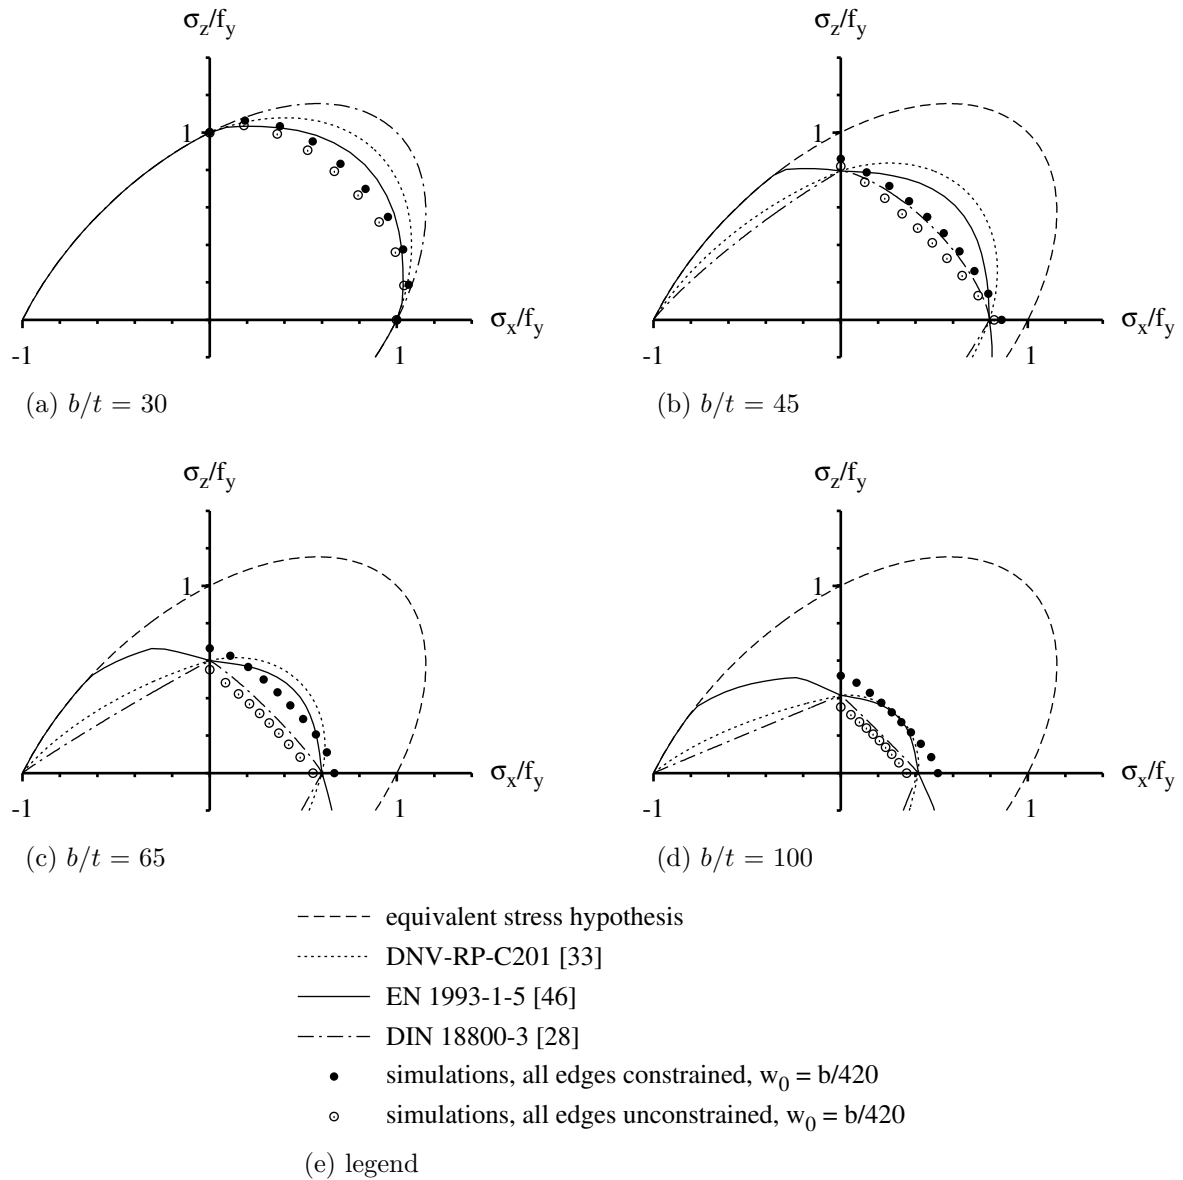 σz/fy
1
σx/fy
-1
1
(a) b/t = 30
σz/fy
1
σx/fy
-1
1
(b) b/t = 45
σz/fy
1
σx/fy
-1
1
(c) b/t = 65
σz/fy
1
σx/fy
-1
1
(d) b/t = 100
equivalent stress hypothesis
DNV-RP-C201 [33]
EN 1993-1-5 [46]
DIN 18800-3 [28]
simulations, all edges constrained, w0 = b/420
simulations, all edges unconstrained, w0 = b/420
(e) legend